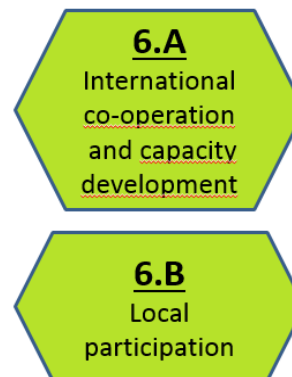 6.A
International
co-operation
and capacity
development
6.B
Local
participation